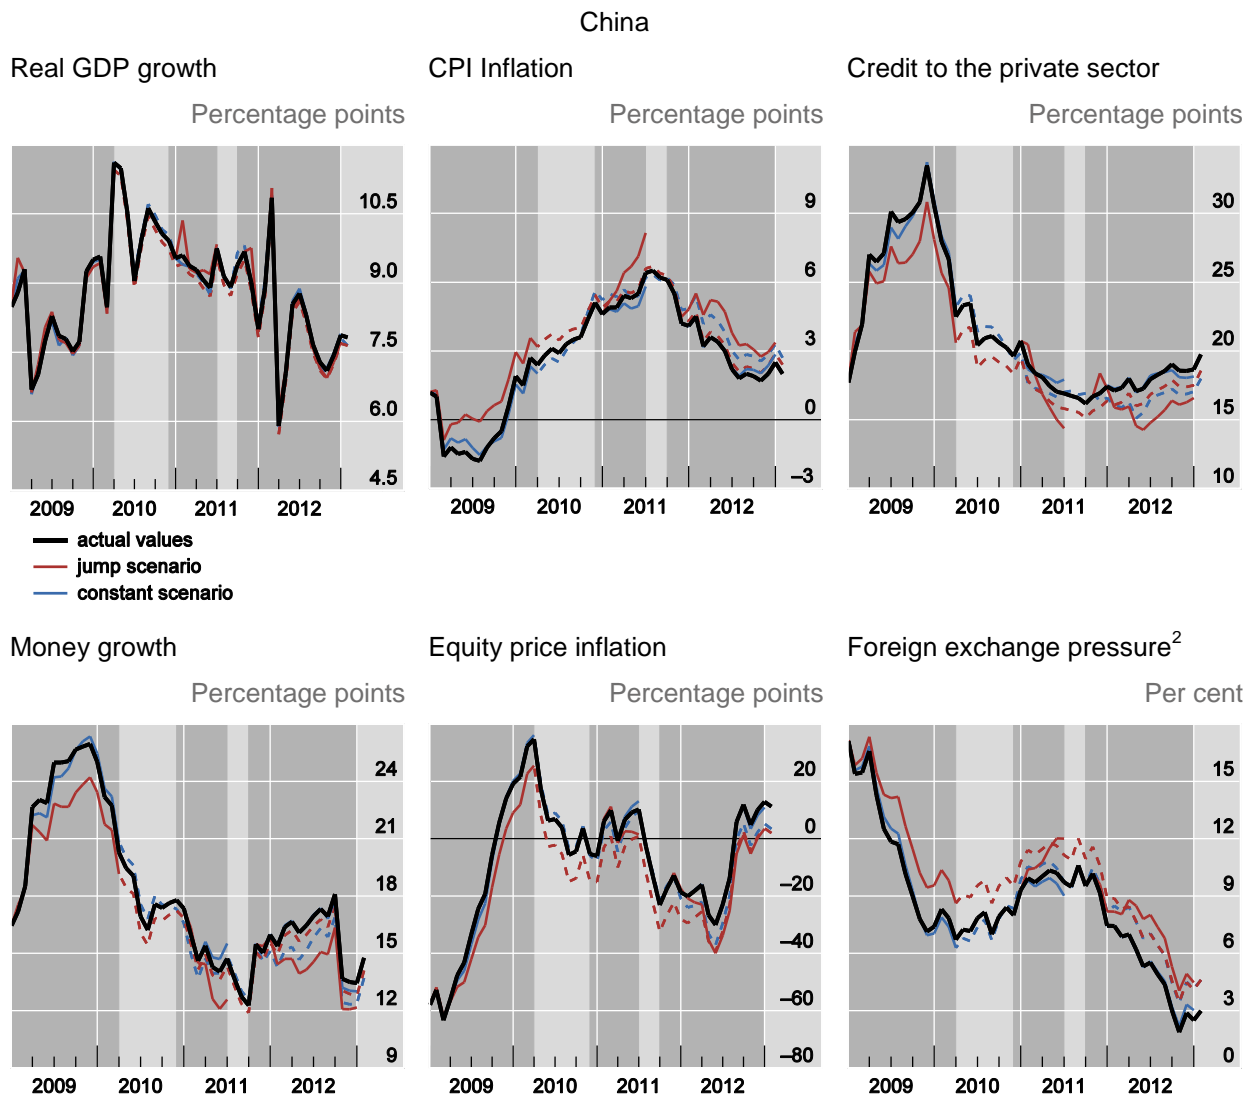 China
Real GDP growth
CPI Inflation
Credit to the private sector
Percentage points
Percentage points
Percentage points
10.5
9.0
7.5
6.0
4.5
2009 2010 2011 2012
9
6
3
0
–3
2009 2010 2011 2012
30
25
20
15
10
2009 2010 2011 2012
actual values
jump scenario
constant scenario
Money growth
Equity price inflation
Foreign exchange pressure²
Percentage points
Percentage points
Per cent
24
21
18
15
12
9
2009 2010 2011 2012
20
0
–20
–40
–60
–80
2009 2010 2011 2012
15
12
9
6
3
0
2009 2010 2011 2012